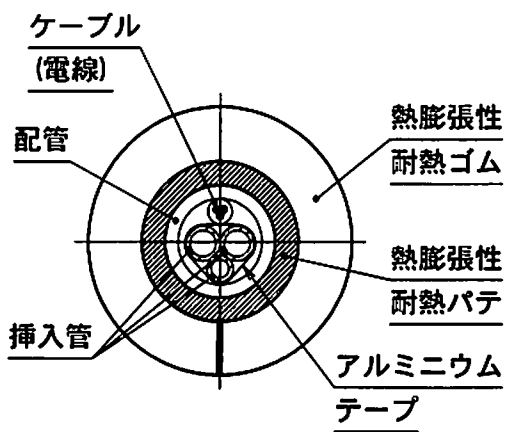 ケーブル
(電線)
配管
熱膨張性
耐熱ゴム
熱膨張性
耐熱パテ
挿入管
アルミニウム
テープ